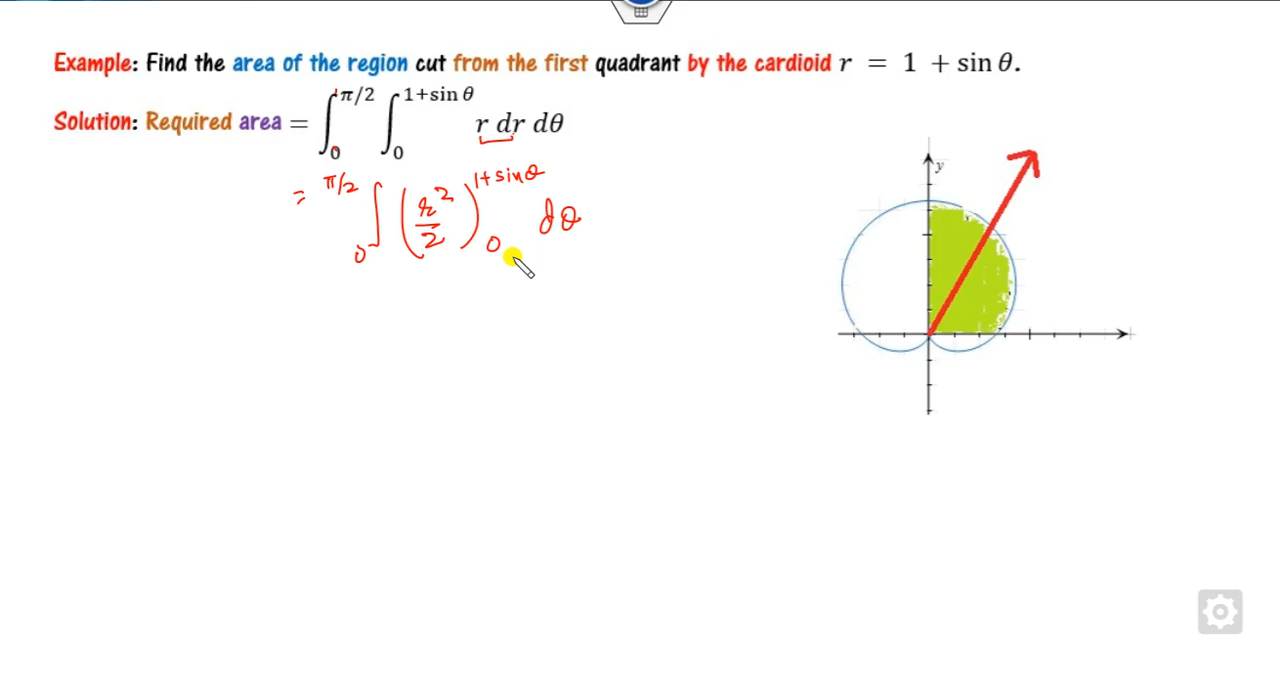 Example: Find the area of the region cut from the first quadrant by the cardioid r = 1 + sin θ.
Solution: Required area = ∫_0^{π/2} ∫_0^{1+sin θ} r dr dθ
= ∫_0^{π/2} (r²/2)_0^{1+sinθ} dθ
y